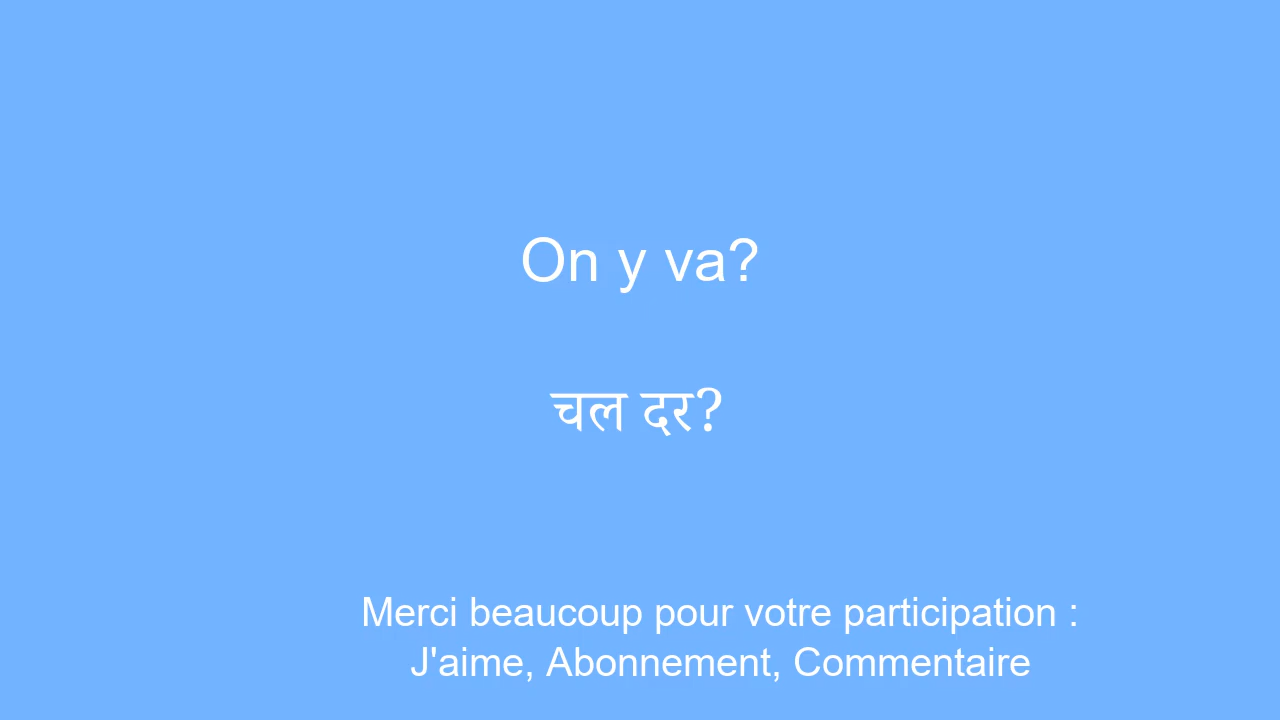 On y va?
चल दर?
Merci beaucoup pour votre participation :
J'aime, Abonnement, Commentaire